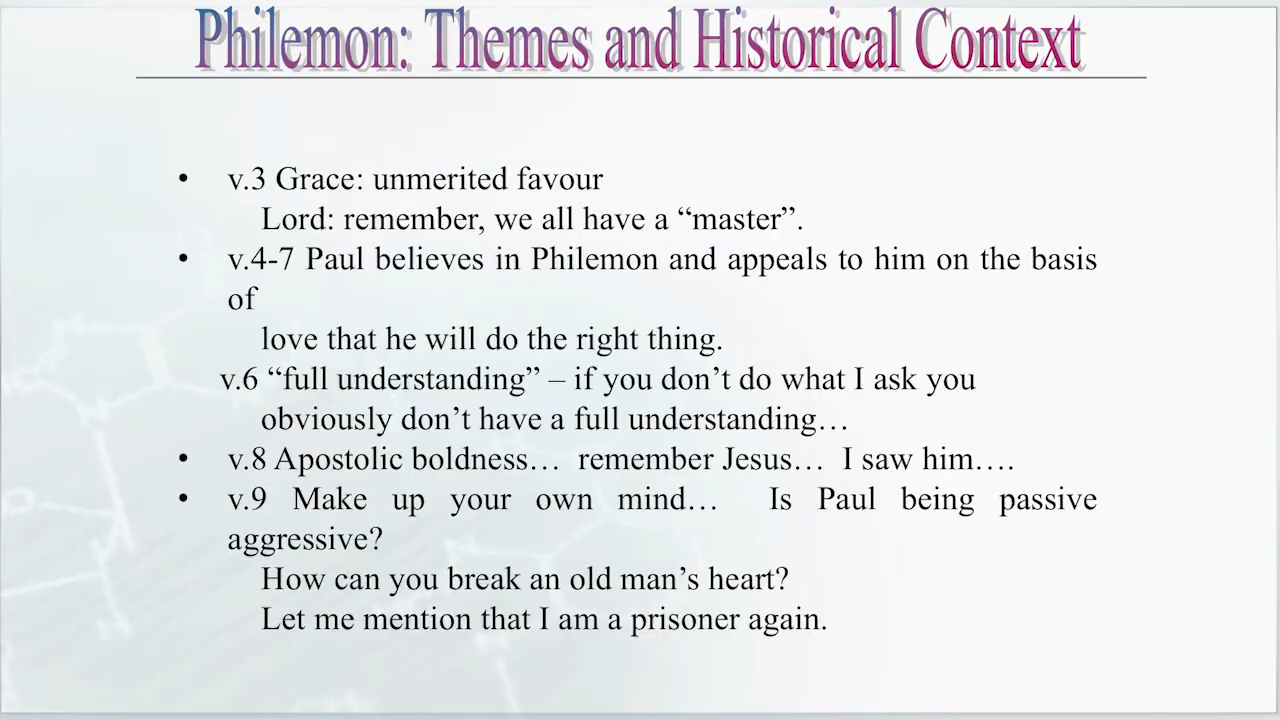 Philemon: Themes and Historical Context
• v.3 Grace: unmerited favour
Lord: remember, we all have a “master”.
• v.4-7 Paul believes in Philemon and appeals to him on the basis
of
love that he will do the right thing.
v.6 “full understanding” – if you don’t do what I ask you
obviously don’t have a full understanding…
• v.8 Apostolic boldness… remember Jesus… I saw him….
• v.9 Make up your own mind… Is Paul being passive
aggressive?
How can you break an old man’s heart?
Let me mention that I am a prisoner again.